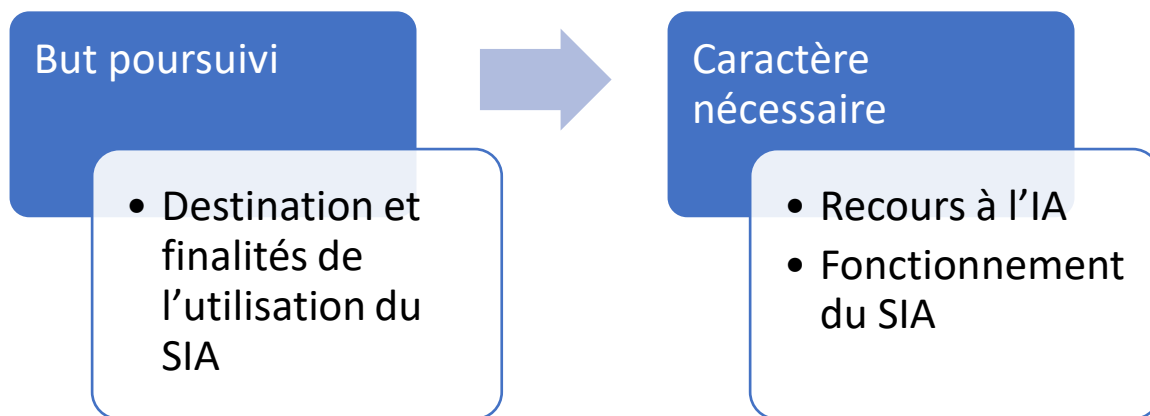 But poursuivi
• Destination et
finalités de
l’utilisation du
SIA
Caractère
nécessaire
• Recours à l’IA
• Fonctionnement
du SIA